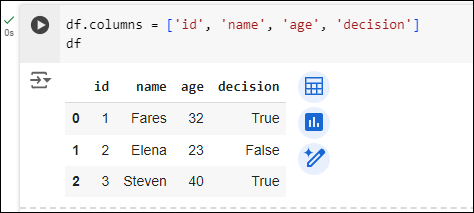 df.columns = ['id', 'name', 'age', 'decision']
0s
df
id name age decision
0 1 Fares 32 True
1 2 Elena 23 False
2 3 Steven 40 True